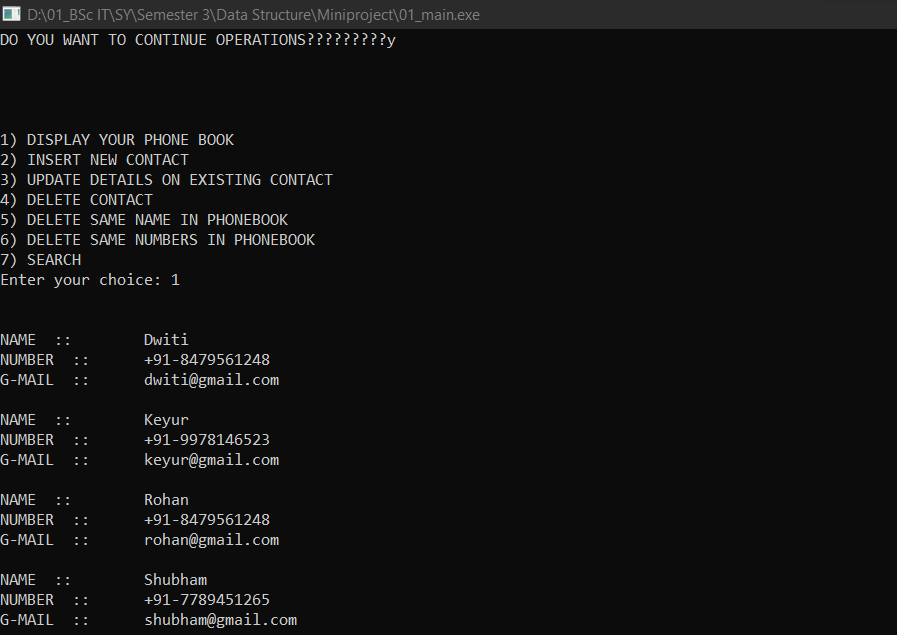 D:\01_BSc IT\SY\Semester 3\Data Structure\Miniproject\01_main.exe
DO YOU WANT TO CONTINUE OPERATIONS?????????y
1) DISPLAY YOUR PHONE BOOK
2) INSERT NEW CONTACT
3) UPDATE DETAILS ON EXISTING CONTACT
4) DELETE CONTACT
5) DELETE SAME NAME IN PHONEBOOK
6) DELETE SAME NUMBERS IN PHONEBOOK
7) SEARCH
Enter your choice: 1
NAME  ::        Dwiti
NUMBER  ::      +91-8479561248
G-MAIL  ::      dwiti@gmail.com
NAME  ::        Keyur
NUMBER  ::      +91-9978146523
G-MAIL  ::      keyur@gmail.com
NAME  ::        Rohan
NUMBER  ::      +91-8479561248
G-MAIL  ::      rohan@gmail.com
NAME  ::        Shubham
NUMBER  ::      +91-7789451265
G-MAIL  ::      shubham@gmail.com